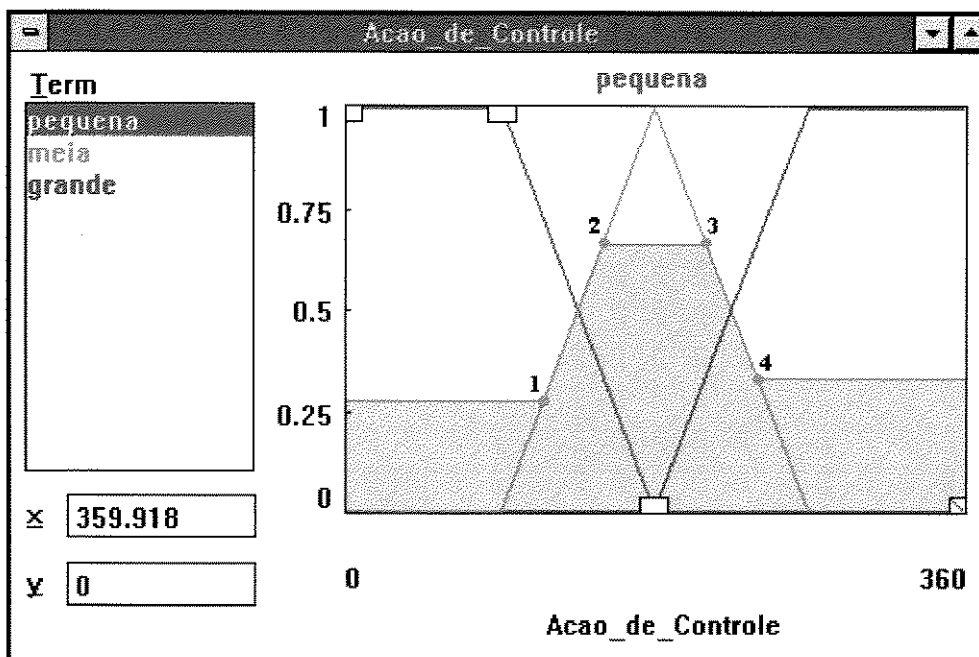 Acao_de_Controle
Term
pequena
meia
grande
pequena
1
0.75
0.5
0.25
0
1
2
3
4
x 359.918
y 0
0
360
Acao_de_Controle